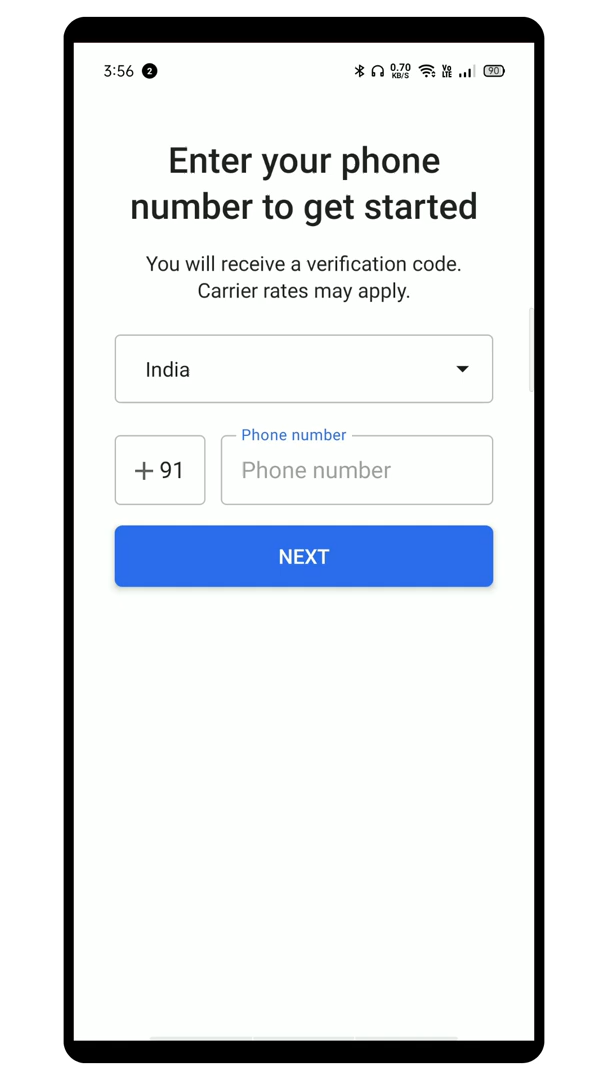 3:56 2 0.70 KB/S Vo LTE 90
Enter your phone
number to get started
You will receive a verification code.
Carrier rates may apply.
India
Phone number
+ 91 Phone number
NEXT